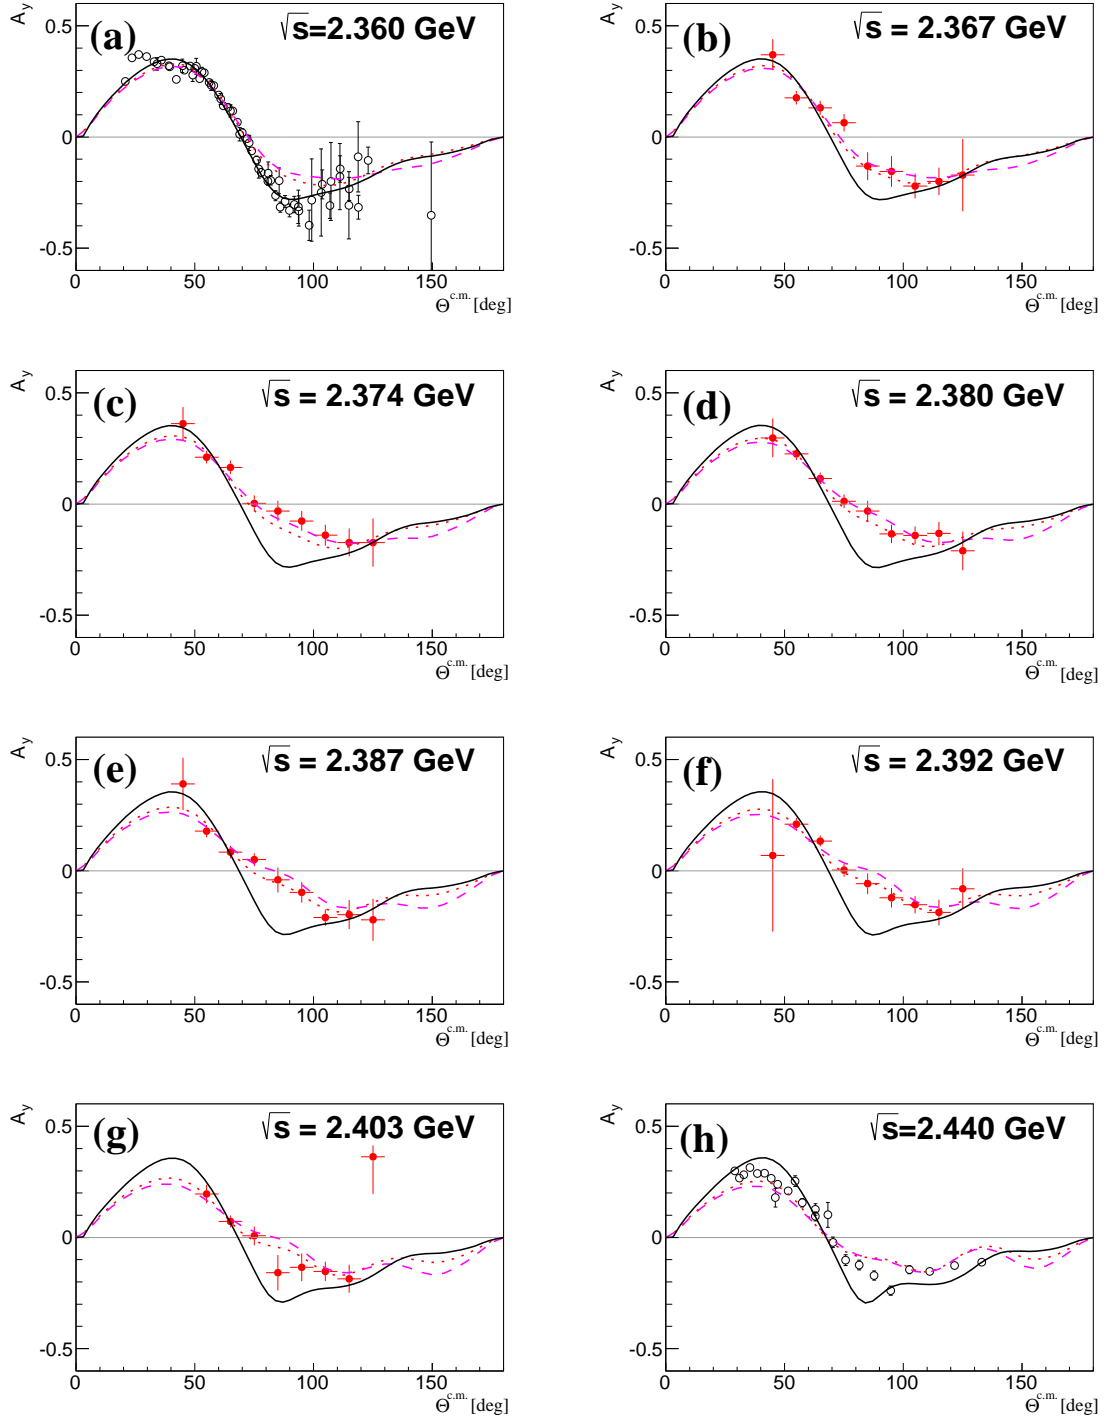 A_y
(a) √s=2.360 GeV
0.5
0
-0.5
0 50 100 150
Θ^c.m. [deg]
A_y
(b) √s = 2.367 GeV
0.5
0
-0.5
0 50 100 150
Θ^c.m. [deg]
A_y
(c) √s = 2.374 GeV
0.5
0
-0.5
0 50 100 150
Θ^c.m. [deg]
A_y
(d) √s = 2.380 GeV
0.5
0
-0.5
0 50 100 150
Θ^c.m. [deg]
A_y
(e) √s = 2.387 GeV
0.5
0
-0.5
0 50 100 150
Θ^c.m. [deg]
A_y
(f) √s = 2.392 GeV
0.5
0
-0.5
0 50 100 150
Θ^c.m. [deg]
A_y
(g) √s = 2.403 GeV
0.5
0
-0.5
0 50 100 150
Θ^c.m. [deg]
A_y
(h) √s=2.440 GeV
0.5
0
-0.5
0 50 100 150
Θ^c.m. [deg]